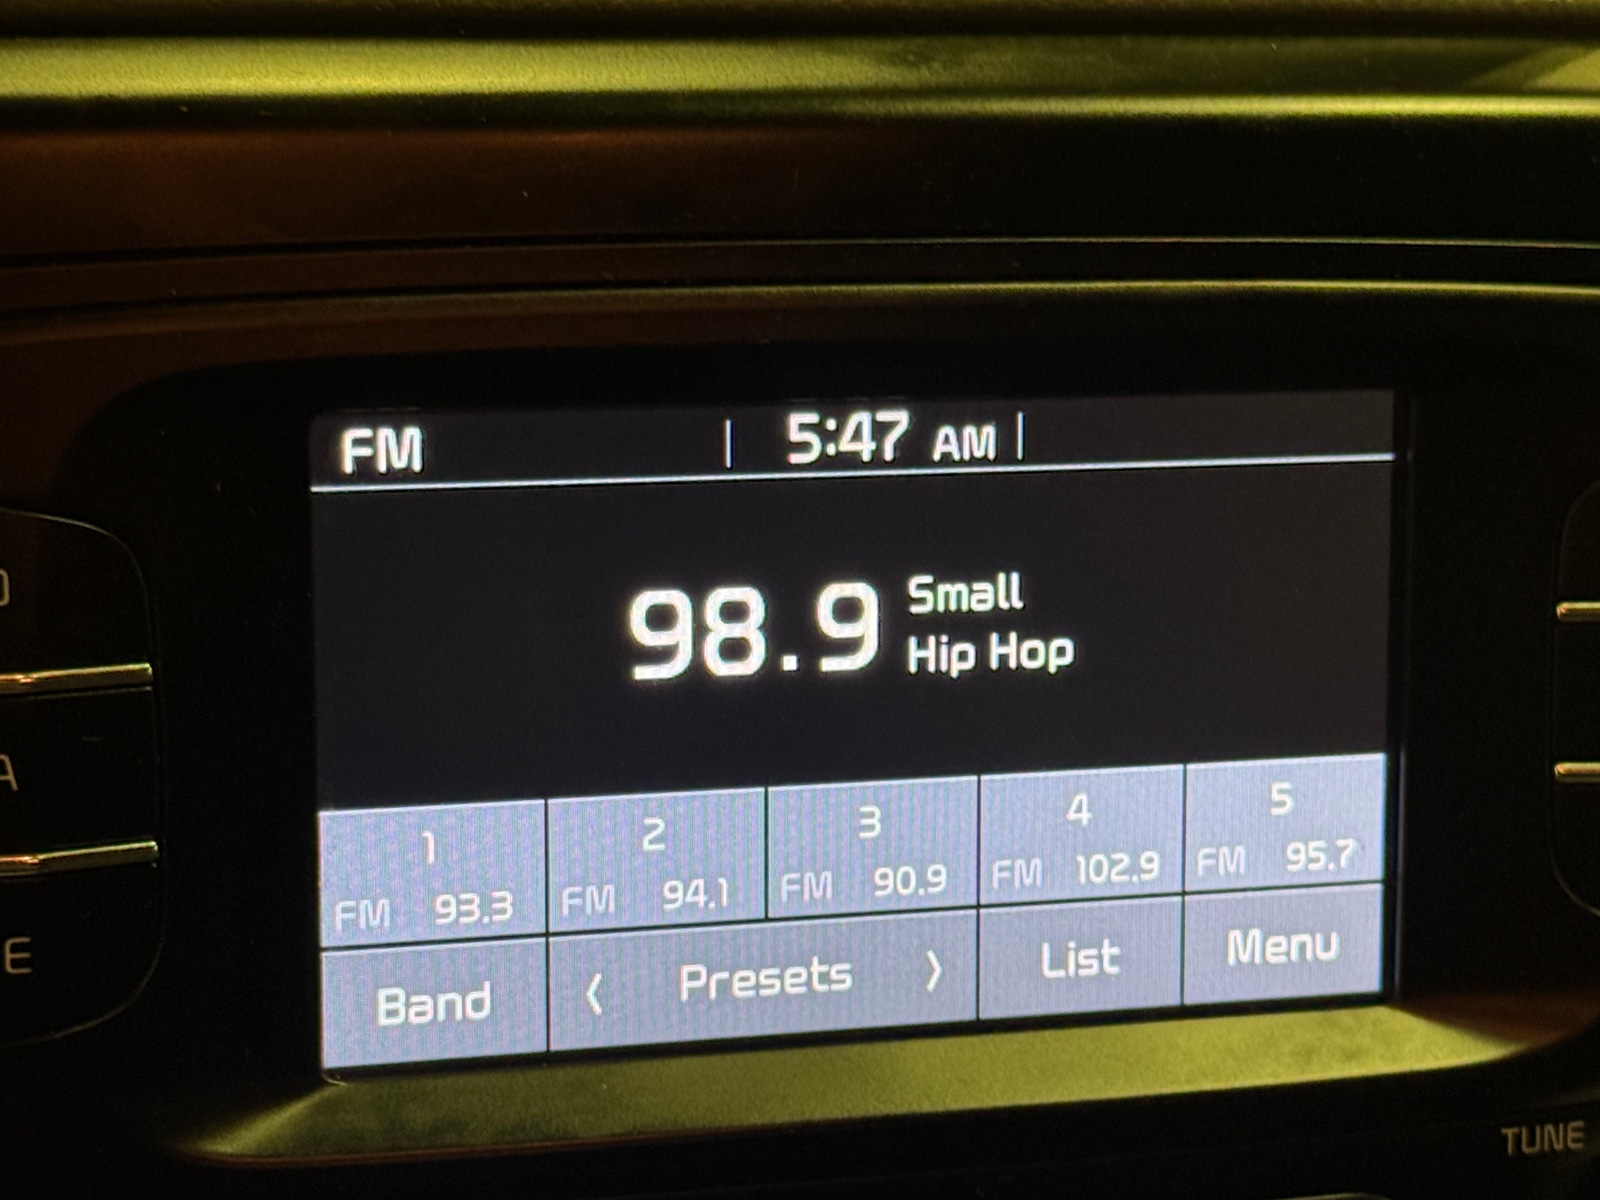 FM
5:47 AM
98.9
Small
Hip Hop
1
FM 93.3
2
FM 94.1
3
FM 90.9
4
FM 102.9
5
FM 95.7
Band
< Presets >
List
Menu
TUNE